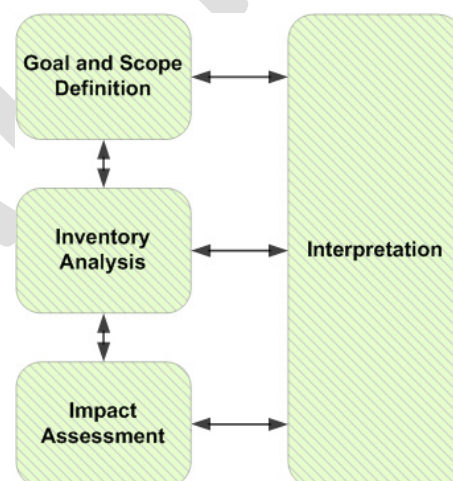 Goal and Scope
Definition
Inventory
Analysis
Interpretation
Impact
Assessment